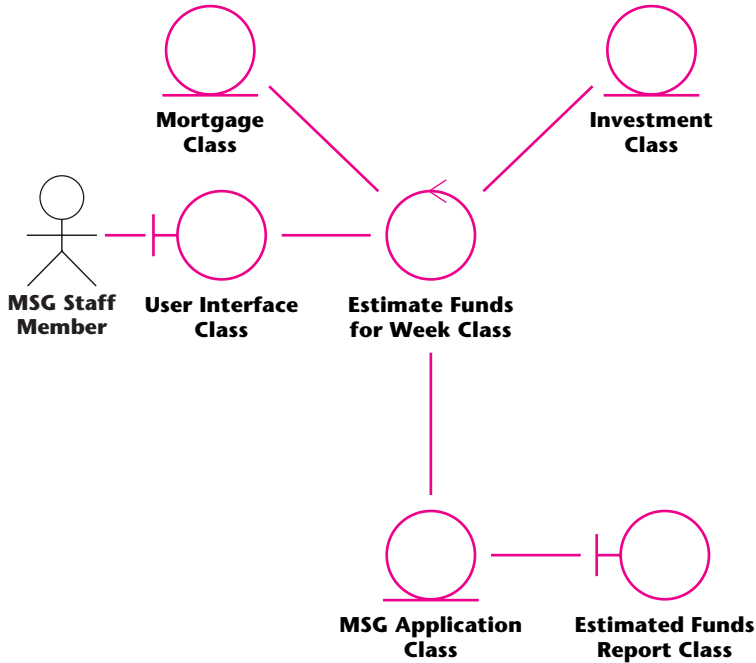 Mortgage
Class
Investment
Class
MSG Staff
Member
User Interface
Class
Estimate Funds
for Week Class
MSG Application
Class
Estimated Funds
Report Class